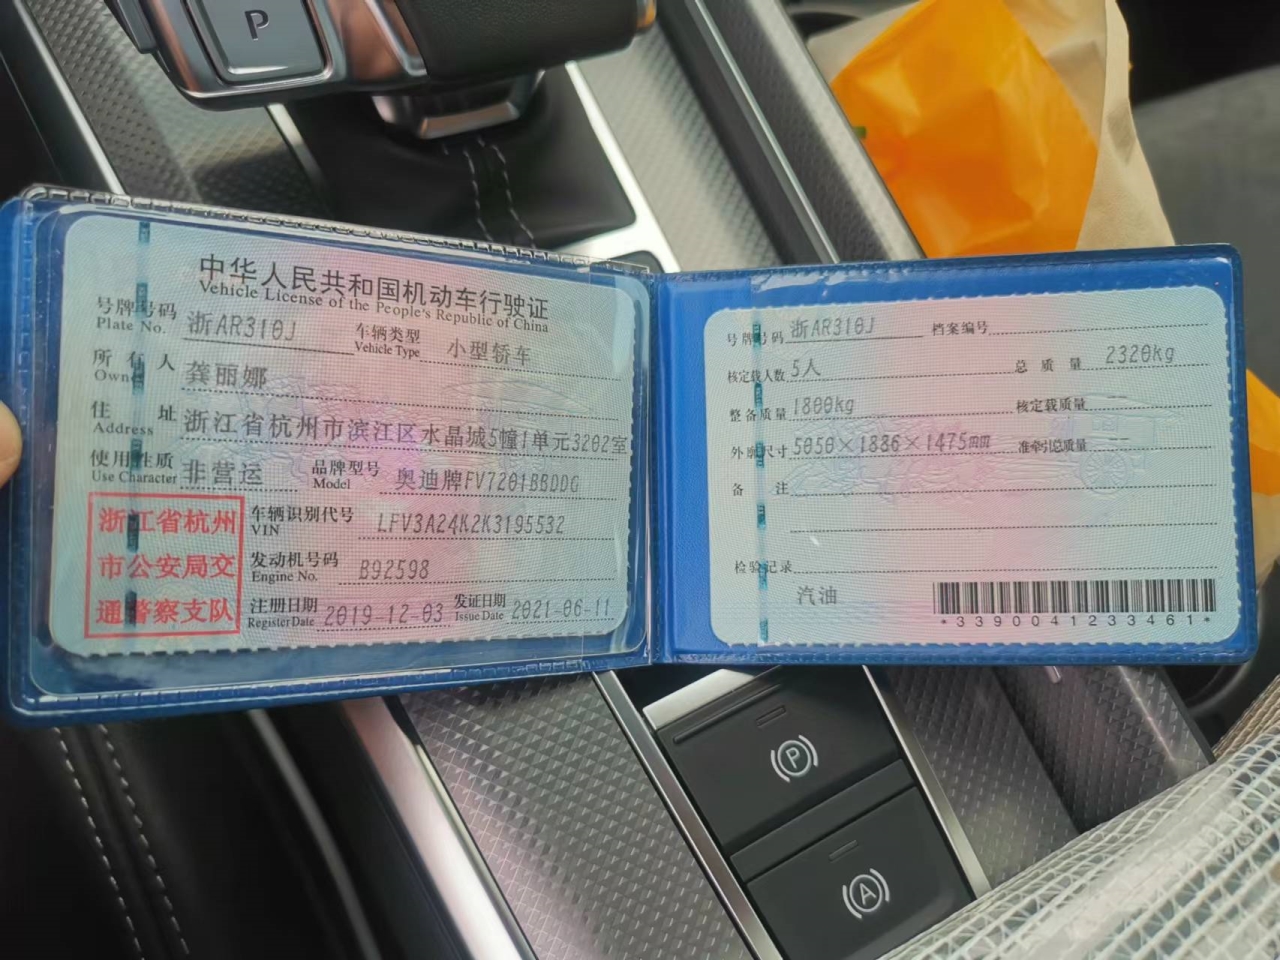 P
中华人民共和国机动车行驶证
Vehicle License of the People's Republic of China
号牌号码 浙AR310J 车辆类型 小型轿车
Plate No. Vehicle Type
所有人 龚丽娜
Owner
住址 浙江省杭州市滨江区水晶城5幢1单元3202室
Address
使用性质 非营运 品牌型号 奥迪牌FV7201BBDDG
Use Character Model
浙江省杭州
市公安局交
通警察支队
车辆识别代号 LFV3A24K2K3195532
VIN
发动机号码 B92598
Engine No.
注册日期 2019-12-03 发证日期 2021-06-11
Register Date Issue Date
号牌号码 浙AR310J 档案编号
核定载人数 5人 总质量 2320kg
整备质量 1800kg 核定载质量 --
外廓尺寸 5050×1886×1475mm 准牵引总质量 --
备注
检验记录
汽油
*3390041233461*
P
A